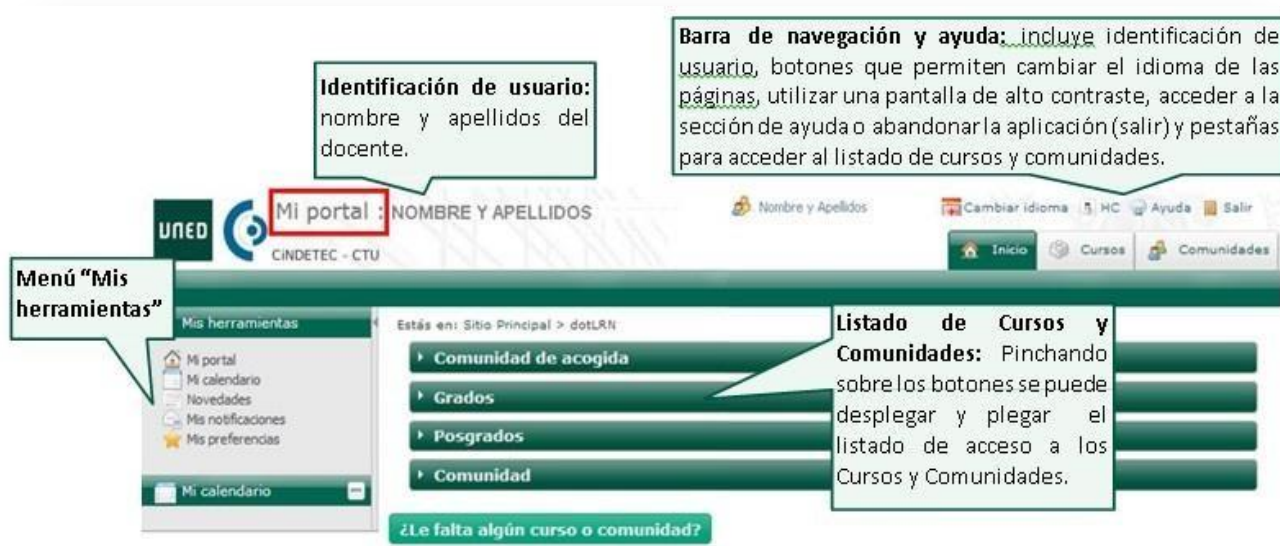 Barra de navegación y ayuda: incluye identificación de
usuario, botones que permiten cambiar el idioma de las
páginas, utilizar una pantalla de alto contraste, acceder a la
sección de ayuda o abandonar la aplicación (salir) y pestañas
para acceder al listado de cursos y comunidades.
Identificación de usuario:
nombre y apellidos del
docente.
UNED
Mi portal : NOMBRE Y APELLIDOS
CiNDETEC - CTU
Nombre y Apellidos
Cambiar idioma HC Ayuda Salir
Inicio Cursos Comunidades
Menú “Mis
herramientas”
Mis herramientas
Mi portal
Mi calendario
Novedades
Mis notificaciones
Mis preferencias
Mi calendario
Estás en: Sitio Principal > dotLRN
Comunidad de acogida
Grados
Posgrados
Comunidad
¿Le falta algún curso o comunidad?
Listado de Cursos y
Comunidades: Pinchando
sobre los botones se puede
desplegar y plegar el
listado de acceso a los
Cursos y Comunidades.